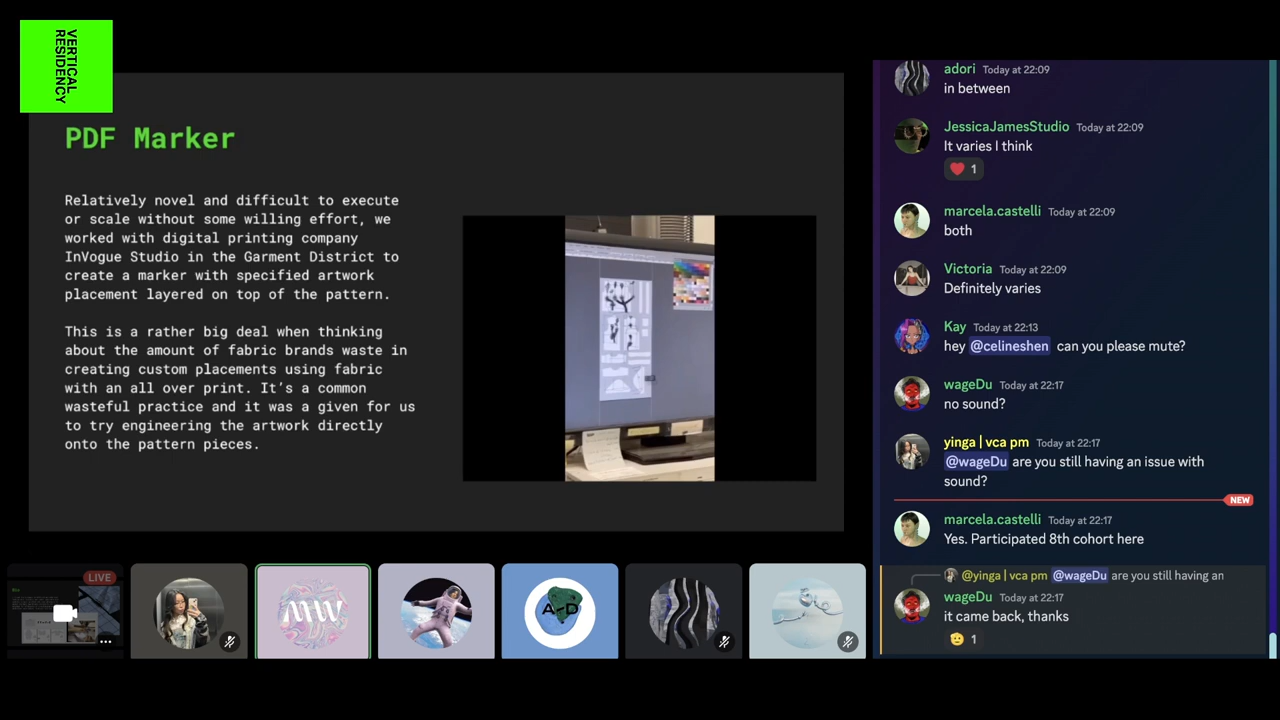 VERTICAL
RESIDENCY
PDF Marker
Relatively novel and difficult to execute
or scale without some willing effort, we
worked with digital printing company
InVogue Studio in the Garment District to
create a marker with specified artwork
placement layered on top of the pattern.
This is a rather big deal when thinking
about the amount of fabric brands waste in
creating custom placements using fabric
with an all over print. It's a common
wasteful practice and it was a given for us
to try engineering the artwork directly
onto the pattern pieces.
LIVE
MW
A-D
adori Today at 22:09
in between
JessicaJamesStudio Today at 22:09
It varies I think
1
marcela.castelli Today at 22:09
both
Victoria Today at 22:09
Definitely varies
Kay Today at 22:13
hey @celineshen can you please mute?
wageDu Today at 22:17
no sound?
yinga | vca pm Today at 22:17
@wageDu are you still having an issue with
sound?
NEW
marcela.castelli Today at 22:17
Yes. Participated 8th cohort here
@yinga | vca pm @wageDu are you still having an
wageDu Today at 22:17
it came back, thanks
1